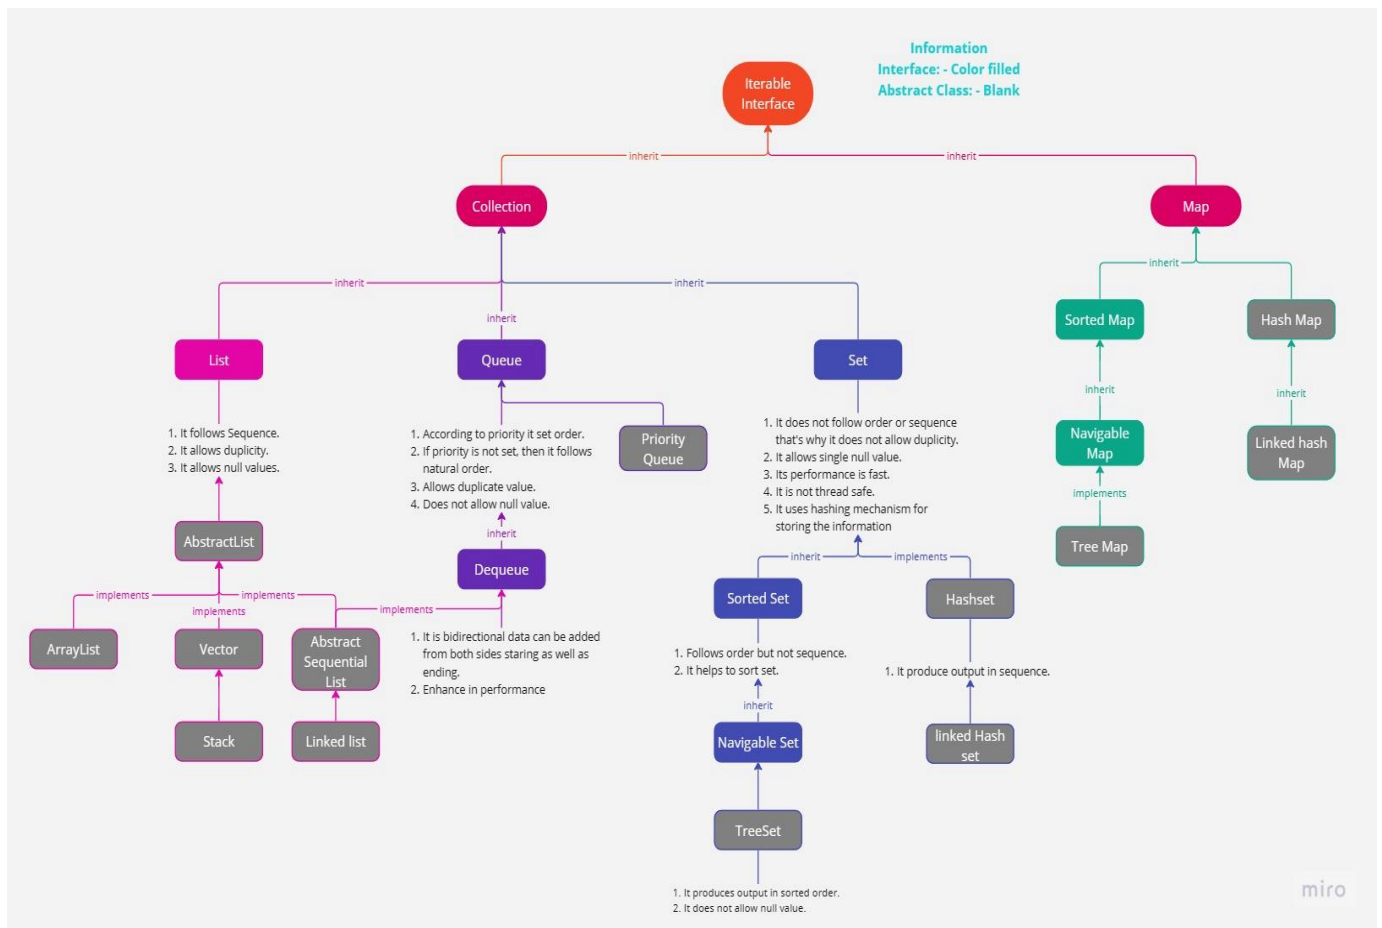 Information
Interface: - Color filled
Abstract Class: - Blank
Iterable
Interface
inherit
inherit
Collection
Map
inherit
inherit
inherit
inherit
List
Queue
Set
Sorted Map
Hash Map
1. It follows Sequence.
2. It allows duplicity.
3. It allows null values.
1. According to priority it set order.
2. If priority is not set, then it follows
natural order.
3. Allows duplicate value.
4. Does not allow null value.
Priority
Queue
1. It does not follow order or sequence
that's why it does not allow duplicity.
2. It allows single null value.
3. Its performance is fast.
4. It is not thread safe.
5. It uses hashing mechanism for
storing the information
inherit
inherit
Navigable
Map
Linked hash
Map
implements
Tree Map
AbstractList
inherit
Dequeue
inherit
implements
Sorted Set
Hashset
implements
implements
implements
implements
ArrayList
Vector
Abstract
Sequential
List
1. It is bidirectional data can be added
from both sides staring as well as
ending.
2. Enhance in performance
1. Follows order but not sequence.
2. It helps to sort set.
1. It produce output in sequence.
inherit
Stack
Linked list
Navigable Set
linked Hash
set
TreeSet
1. It produces output in sorted order.
2. It does not allow null value.
miro